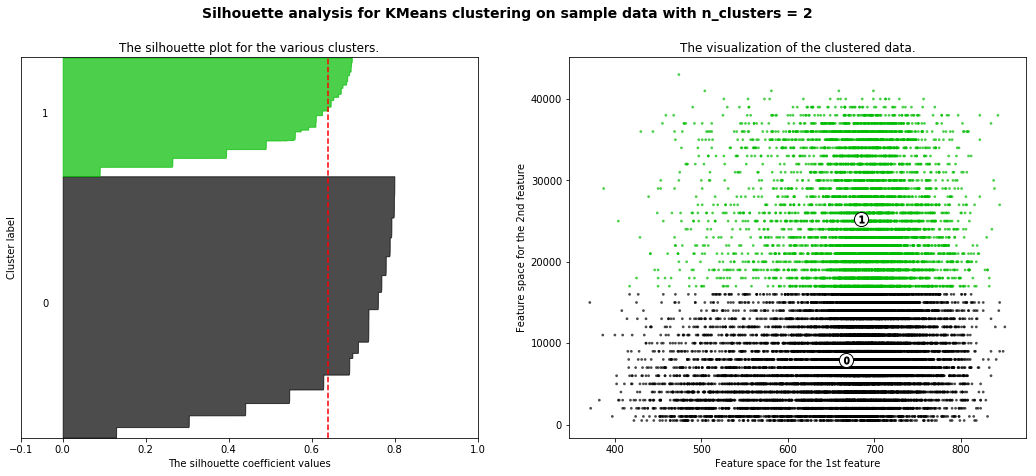 Silhouette analysis for KMeans clustering on sample data with n_clusters = 2
The silhouette plot for the various clusters.
1
0
Cluster label
−0.1 0.0 0.2 0.4 0.6 0.8 1.0
The silhouette coefficient values
The visualization of the clustered data.
40000
30000
20000
10000
0
Feature space for the 2nd feature
1
0
400 500 600 700 800
Feature space for the 1st feature